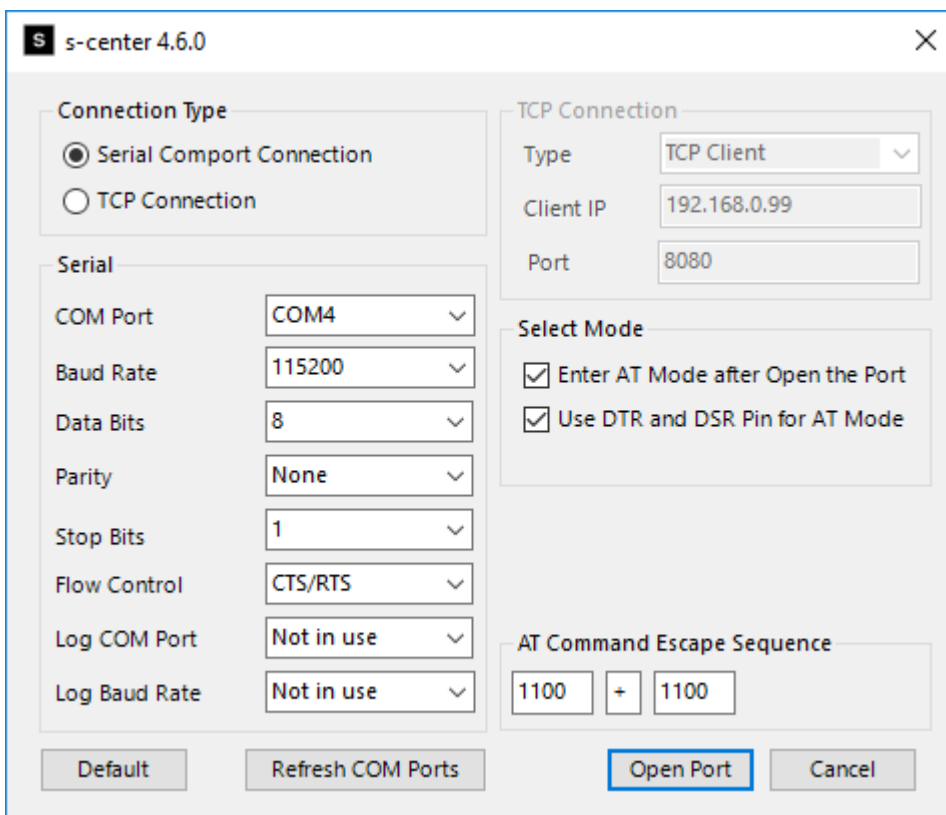 S s-center 4.6.0
Connection Type
Serial Comport Connection
TCP Connection
Serial
COM Port COM4
Baud Rate 115200
Data Bits 8
Parity None
Stop Bits 1
Flow Control CTS/RTS
Log COM Port Not in use
Log Baud Rate Not in use
TCP Connection
Type TCP Client
Client IP 192.168.0.99
Port 8080
Select Mode
Enter AT Mode after Open the Port
Use DTR and DSR Pin for AT Mode
AT Command Escape Sequence
1100 + 1100
Default Refresh COM Ports Open Port Cancel